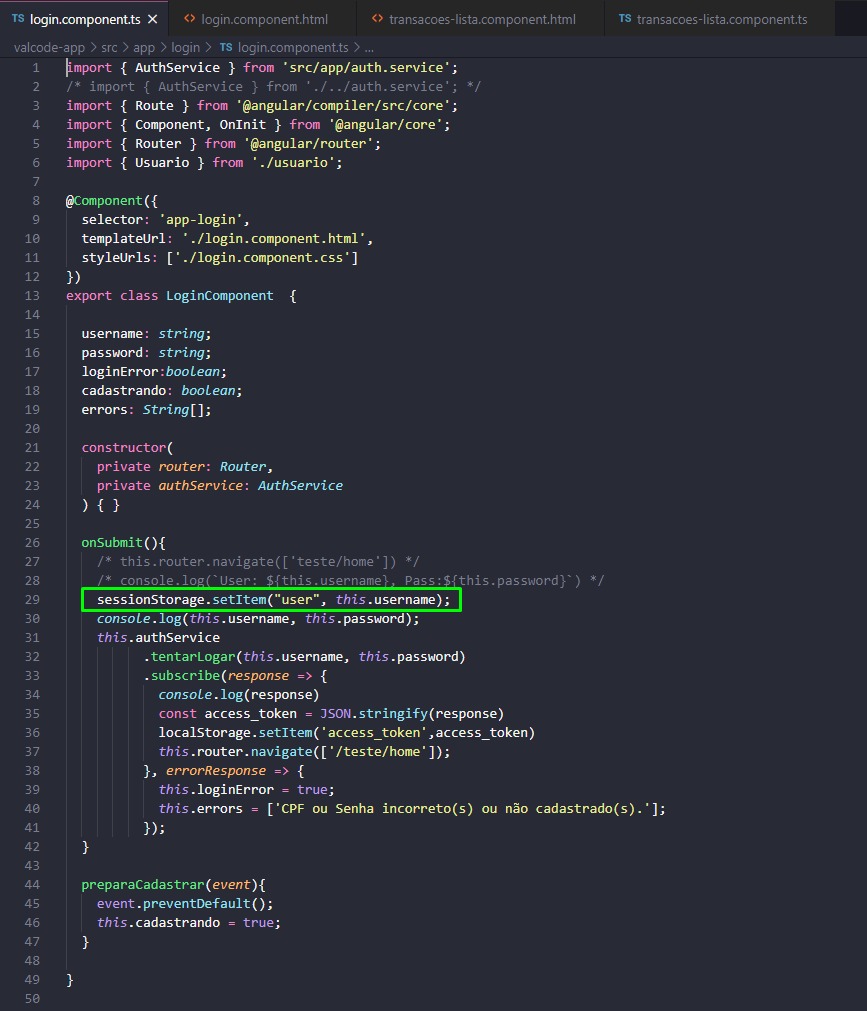 TS login.component.ts × <> login.component.html <> transacoes-lista.component.html TS transacoes-lista.component.ts
valcode-app > src > app > login > TS login.component.ts > ...
1 import { AuthService } from 'src/app/auth.service';
2 /* import { AuthService } from './../auth.service'; */
3 import { Route } from '@angular/compiler/src/core';
4 import { Component, OnInit } from '@angular/core';
5 import { Router } from '@angular/router';
6 import { Usuario } from './usuario';
7
8 @Component({
9   selector: 'app-login',
10   templateUrl: './login.component.html',
11   styleUrls: ['./login.component.css']
12 })
13 export class LoginComponent  {
14
15   username: string;
16   password: string;
17   loginError:boolean;
18   cadastrando: boolean;
19   errors: String[];
20
21   constructor(
22     private router: Router,
23     private authService: AuthService
24   ) { }
25
26   onSubmit(){
27     /* this.router.navigate(['teste/home']) */
28     /* console.log(`User: ${this.username}, Pass:${this.password}`) */
29     sessionStorage.setItem("user", this.username);
30     console.log(this.username, this.password);
31     this.authService
32           .tentarLogar(this.username, this.password)
33           .subscribe(response => {
34             console.log(response)
35             const access_token = JSON.stringify(response)
36             localStorage.setItem('access_token',access_token)
37             this.router.navigate(['/teste/home']);
38           }, errorResponse => {
39             this.loginError = true;
40             this.errors = ['CPF ou Senha incorreto(s) ou não cadastrado(s).'];
41           });
42   }
43
44   preparaCadastrar(event){
45     event.preventDefault();
46     this.cadastrando = true;
47   }
48
49 }
50